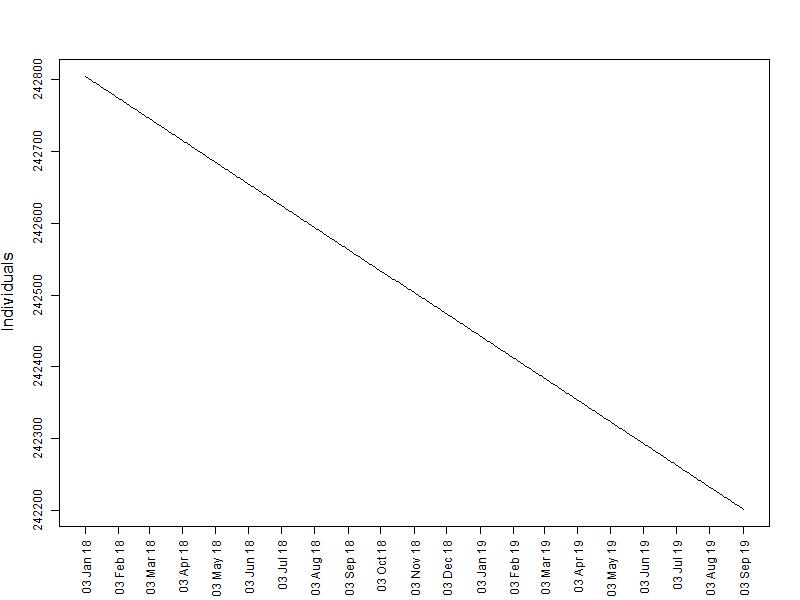 Individuals
242800
242700
242600
242500
242400
242300
242200
03 Jan 18
03 Feb 18
03 Mar 18
03 Apr 18
03 May 18
03 Jun 18
03 Jul 18
03 Aug 18
03 Sep 18
03 Oct 18
03 Nov 18
03 Dec 18
03 Jan 19
03 Feb 19
03 Mar 19
03 Apr 19
03 May 19
03 Jun 19
03 Jul 19
03 Aug 19
03 Sep 19